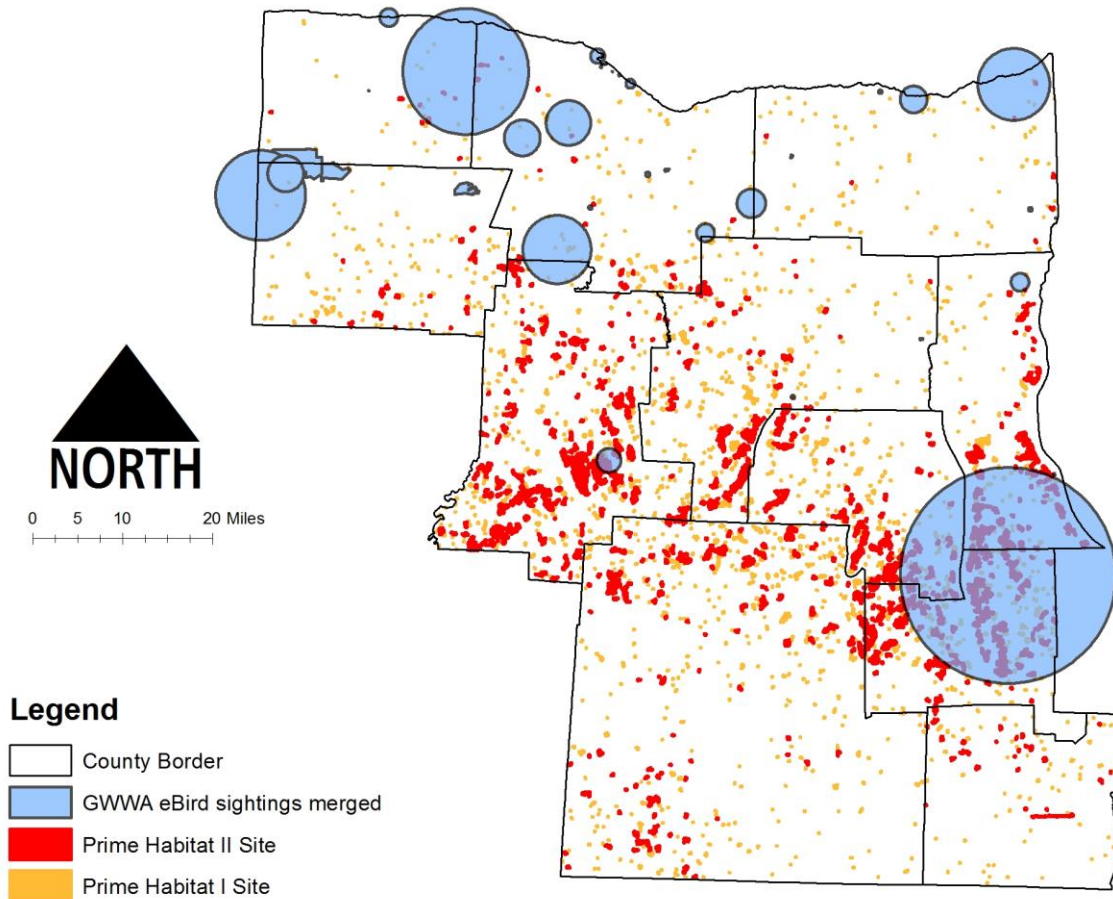 NORTH
0 5 10 20 Miles
Legend
County Border
GWWA eBird sightings merged
Prime Habitat II Site
Prime Habitat I Site